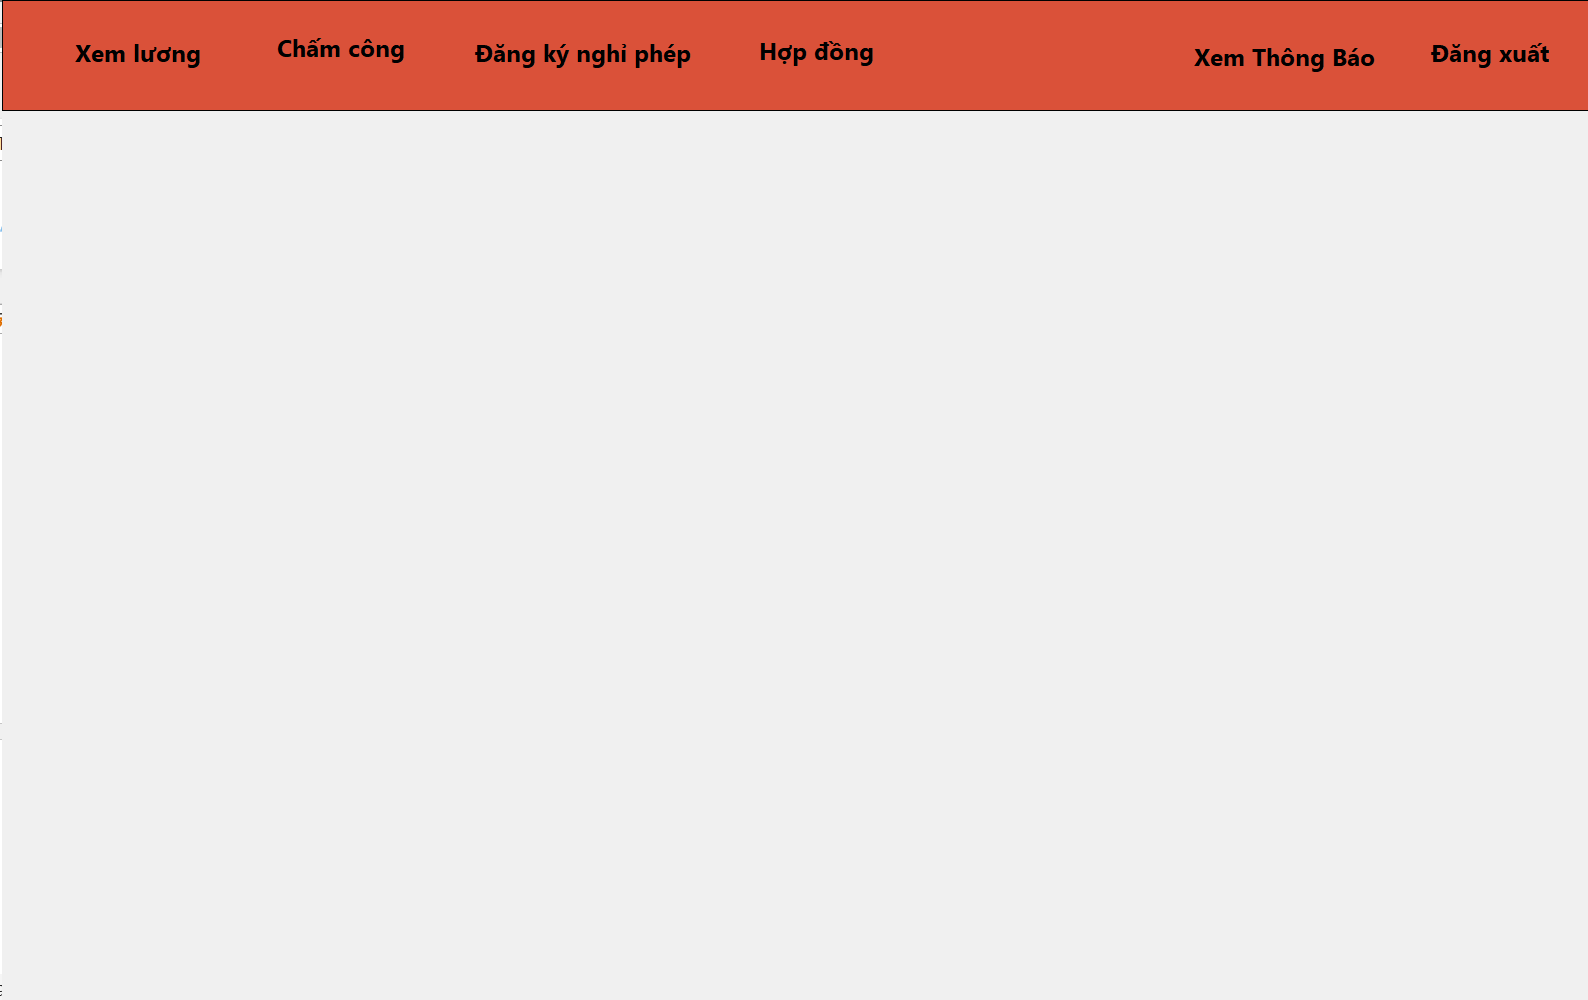 Xem lương
Chấm công
Đăng ký nghỉ phép
Hợp đồng
Xem Thông Báo
Đăng xuất